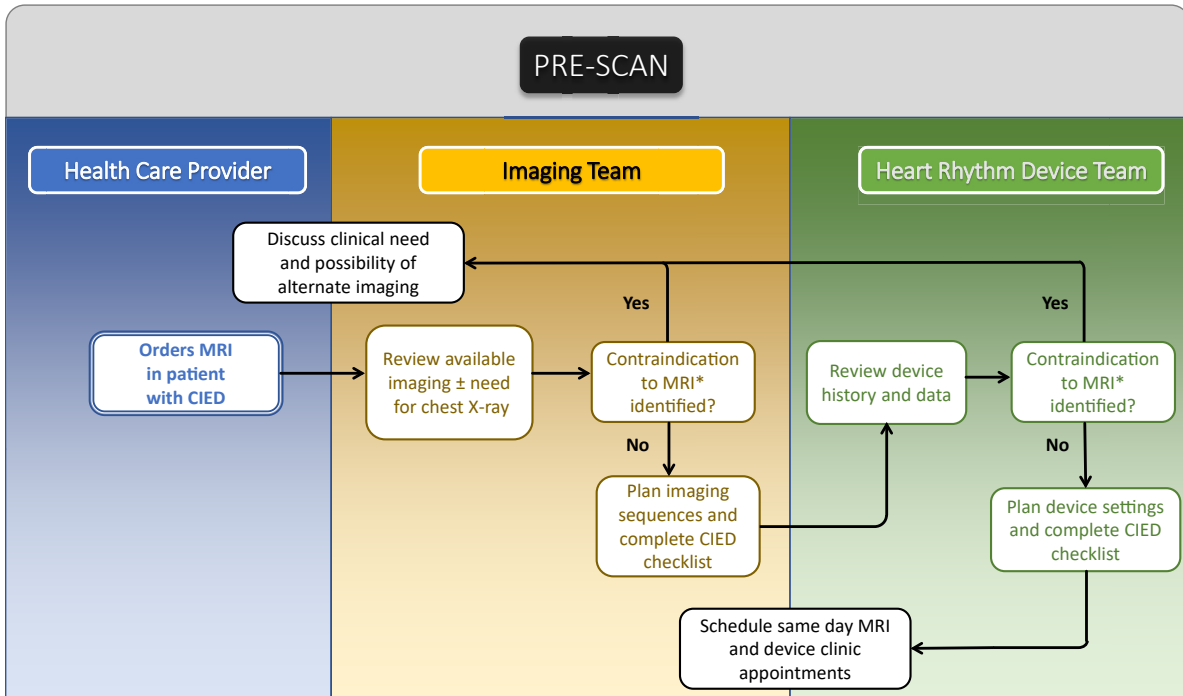 PRE-SCAN
Health Care Provider
Imaging Team
Heart Rhythm Device Team
Discuss clinical need
and possibility of
alternate imaging
Yes
Yes
Orders MRI
in patient
with CIED
Review available
imaging ± need
for chest X-ray
Contraindication
to MRI*
identified?
Review device
history and data
Contraindication
to MRI*
identified?
No
No
Plan imaging
sequences and
complete CIED
checklist
Plan device settings
and complete CIED
checklist
Schedule same day MRI
and device clinic
appointments